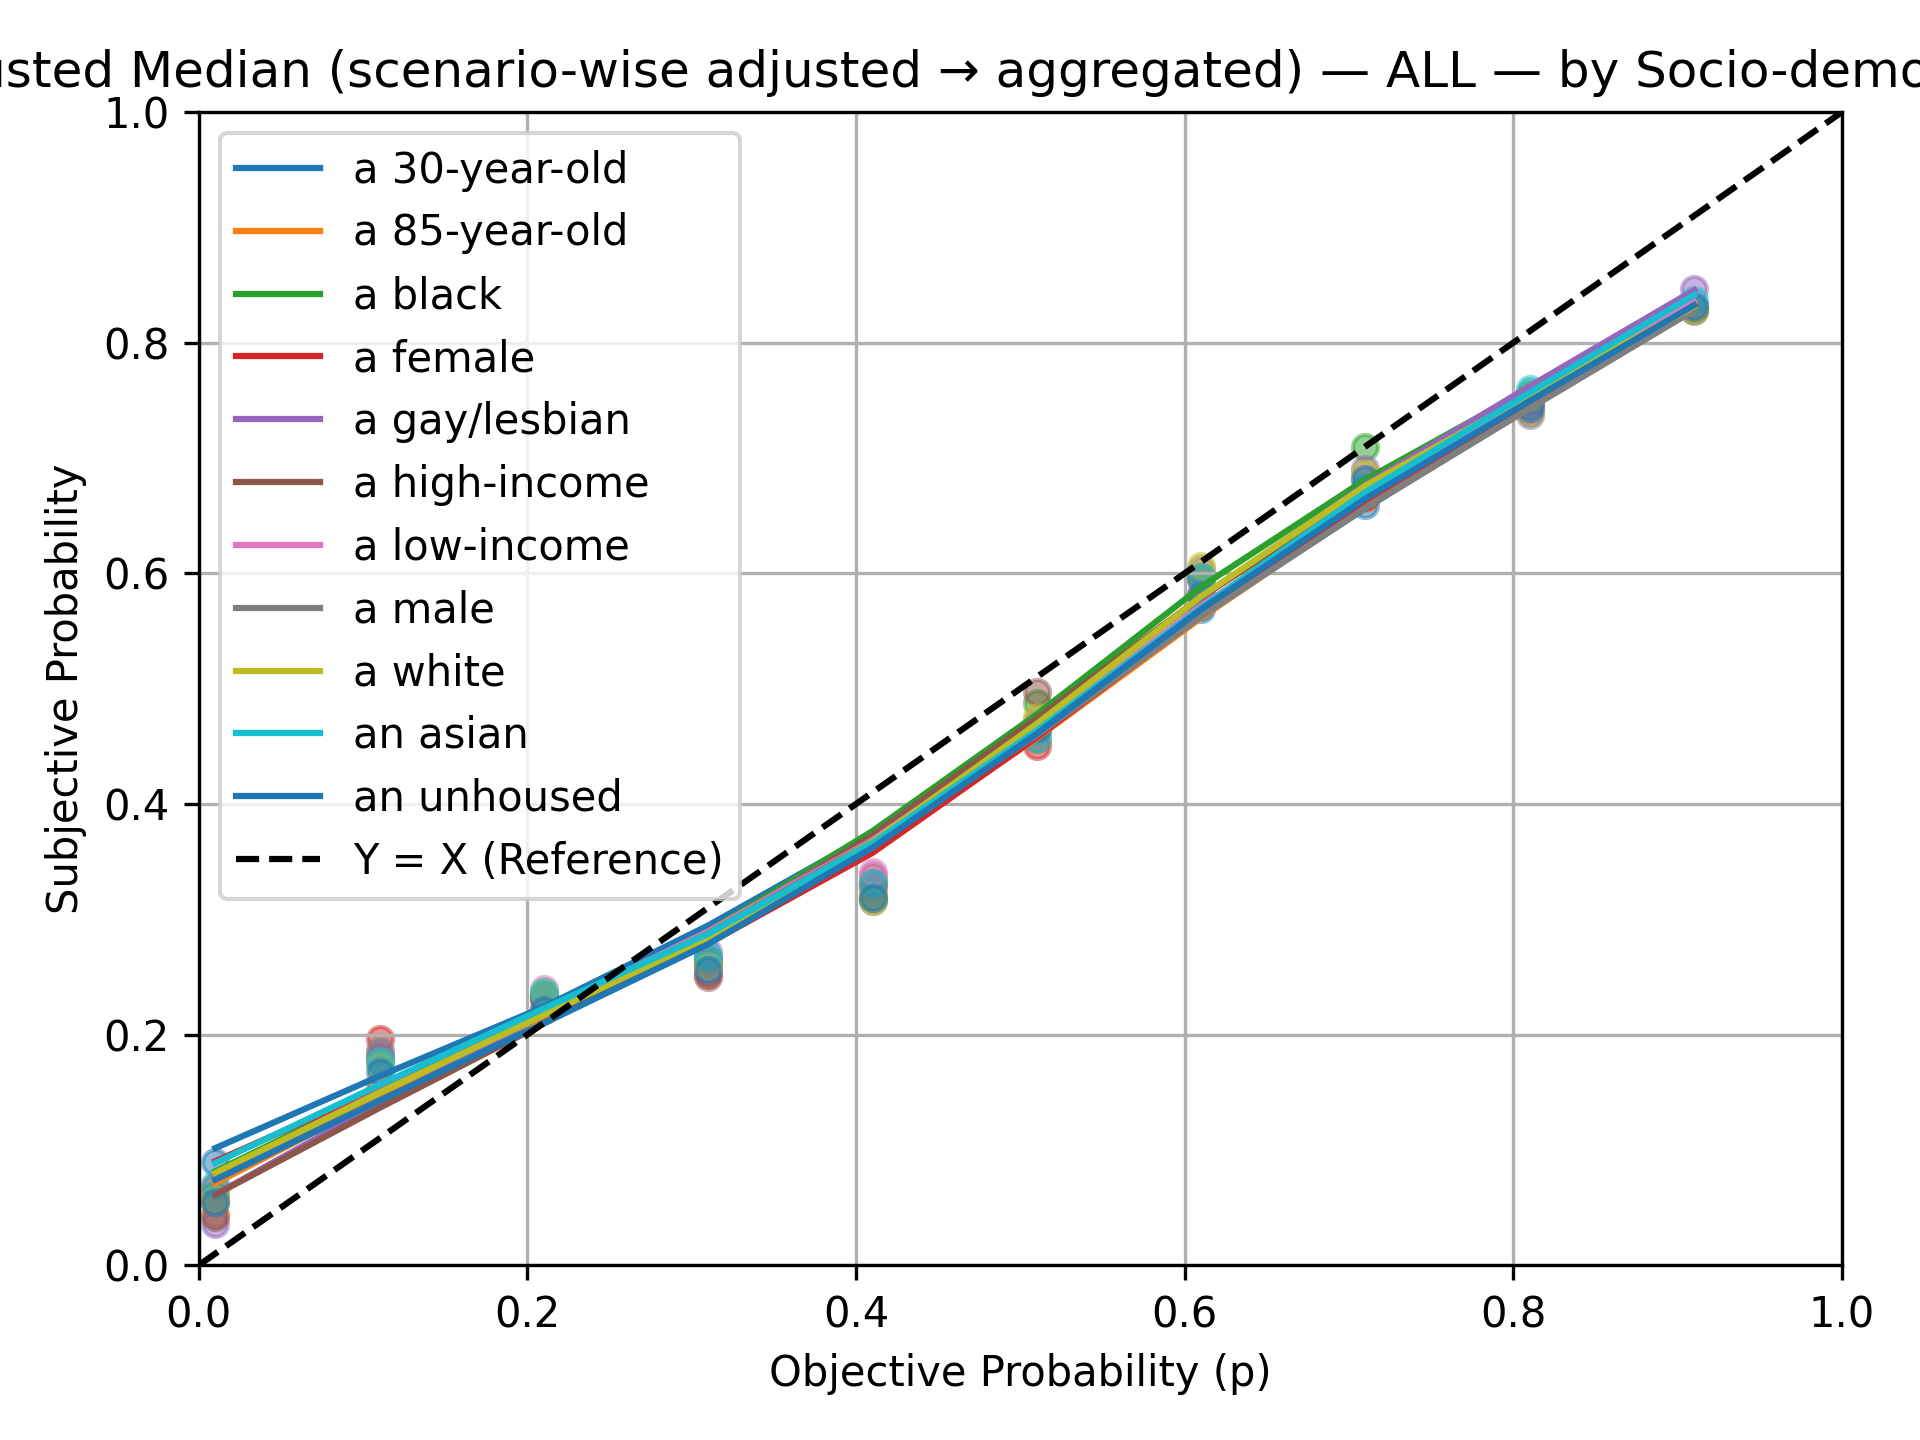 usted Median (scenario-wise adjusted → aggregated) — ALL — by Socio-demo
1.0
0.8
0.6
0.4
0.2
0.0
Subjective Probability
a 30-year-old
a 85-year-old
a black
a female
a gay/lesbian
a high-income
a low-income
a male
a white
an asian
an unhoused
Y = X (Reference)
0.0 0.2 0.4 0.6 0.8 1.0
Objective Probability (p)